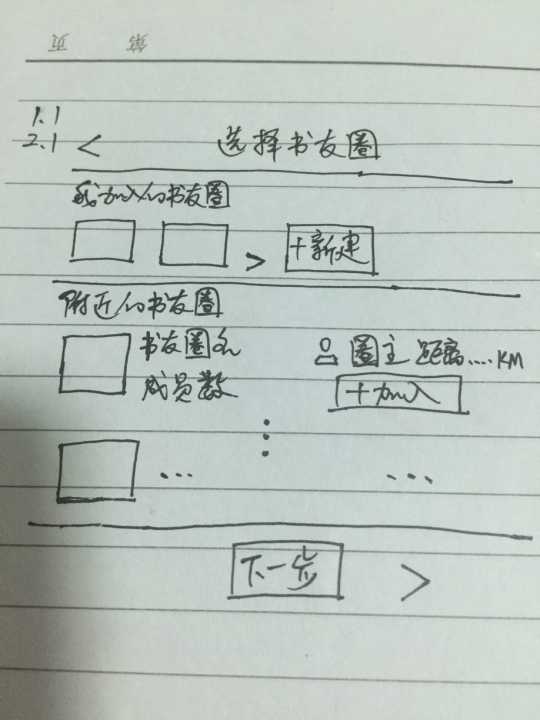 第 页
1.1
2.1 < 选择书友圈
我加入的书友圈
> +新建
附近的书友圈
书友圈名 圈主 距离....KM
成员数 +加入
... ...
下一步 >